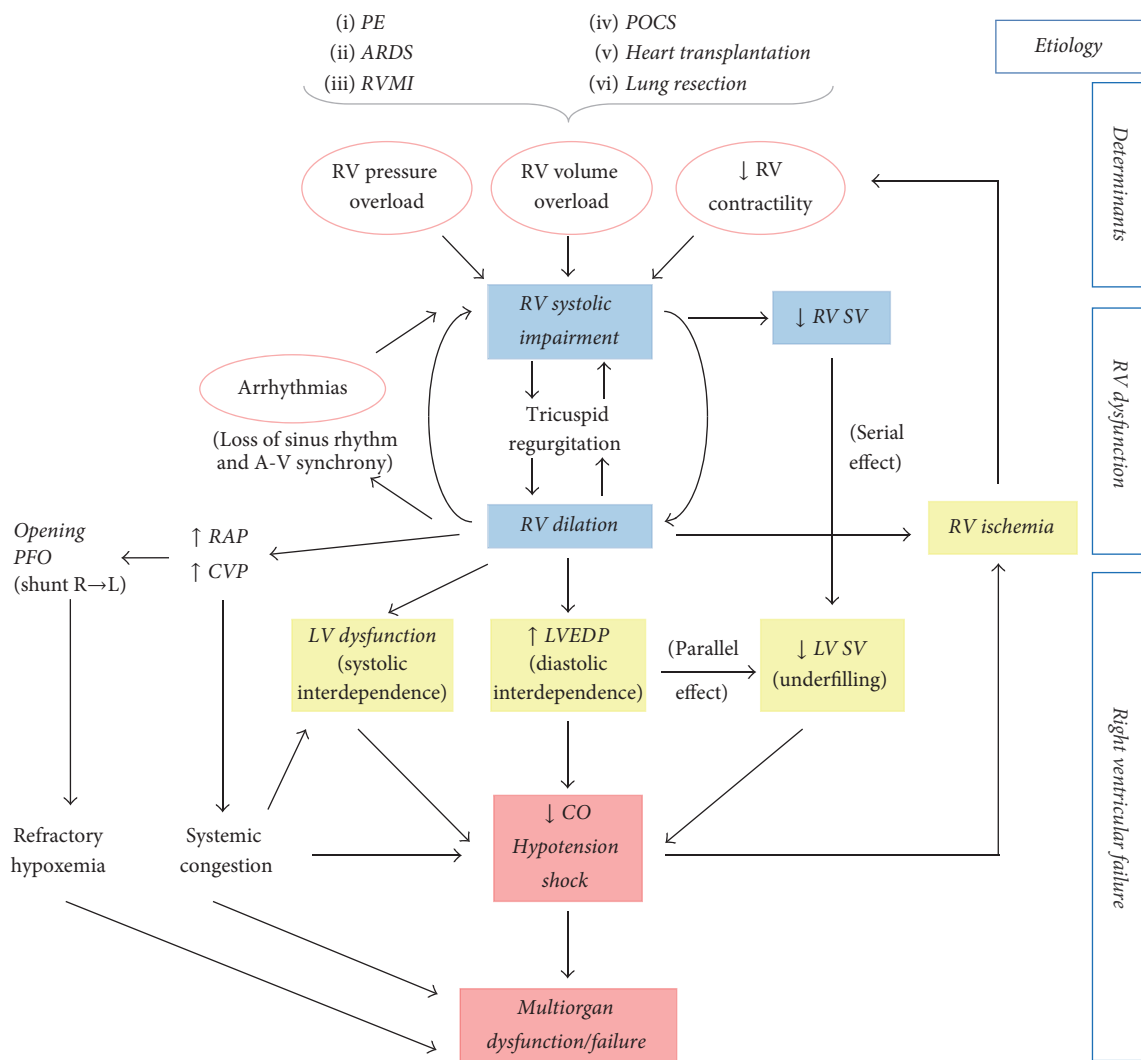 (i) PE
(ii) ARDS
(iii) RVMI
(iv) POCS
(v) Heart transplantation
(vi) Lung resection
Etiology
RV pressure
overload
RV volume
overload
↓ RV
contractility
Determinants
RV systolic
impairment
↓ RV SV
Arrhythmias
(Loss of sinus rhythm
and A-V synchrony)
Tricuspid
regurgitation
(Serial
effect)
RV dysfunction
RV dilation
RV ischemia
Opening
PFO
(shunt R→L)
↑ RAP
↑ CVP
LV dysfunction
(systolic
interdependence)
↑ LVEDP
(diastolic
interdependence)
(Parallel
effect)
↓ LV SV
(underfilling)
Right ventricular failure
Refractory
hypoxemia
Systemic
congestion
↓ CO
Hypotension
shock
Multiorgan
dysfunction/failure